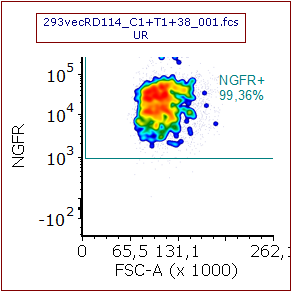 293vecRD114_C1+T1+38_001.fcs
UR
NGFR+
99,36%
10^5
10^4
10^3
-10^2
NGFR
0 65,5 131,1 262,1
FSC-A (x 1000)